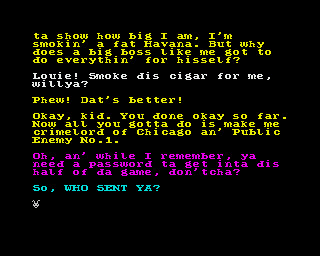 ta show how big I am, I'm
smokin' a fat Havana. But why
does a big boss like me got to
do everythin' for hisself?
Louie! Smoke dis cigar for me,
willya?
Phew! Dat's better!
Okay, kid. You done okay so far.
Now all you gotta do is make me
crimelord of Chicago an' Public
Enemy No.1.
Oh, an' while I remember, ya
need a password ta get inta dis
half of da game, don'tcha?
So, WHO SENT YA?